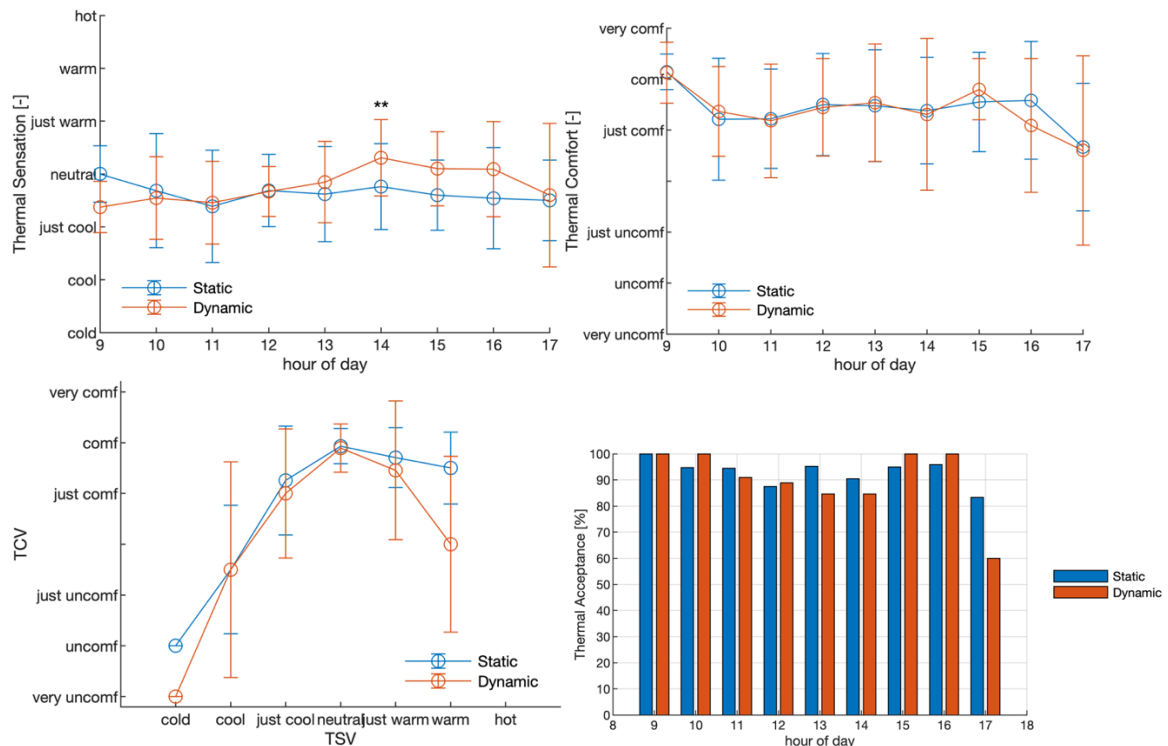 hot
warm
just warm
neutral
just cool
cool
cold
Thermal Sensation [-]
**
Static
Dynamic
9 10 11 12 13 14 15 16 17
hour of day
very comf
comf
just comf
just uncomf
uncomf
very uncomf
Thermal Comfort [-]
Static
Dynamic
9 10 11 12 13 14 15 16 17
hour of day
very comf
comf
just comf
just uncomf
uncomf
very uncomf
TCV
Static
Dynamic
cold cool just cool neutral just warm warm hot
TSV
100
90
80
70
60
50
40
30
20
10
0
Thermal Acceptance [%]
8 9 10 11 12 13 14 15 16 17 18
hour of day
Static
Dynamic